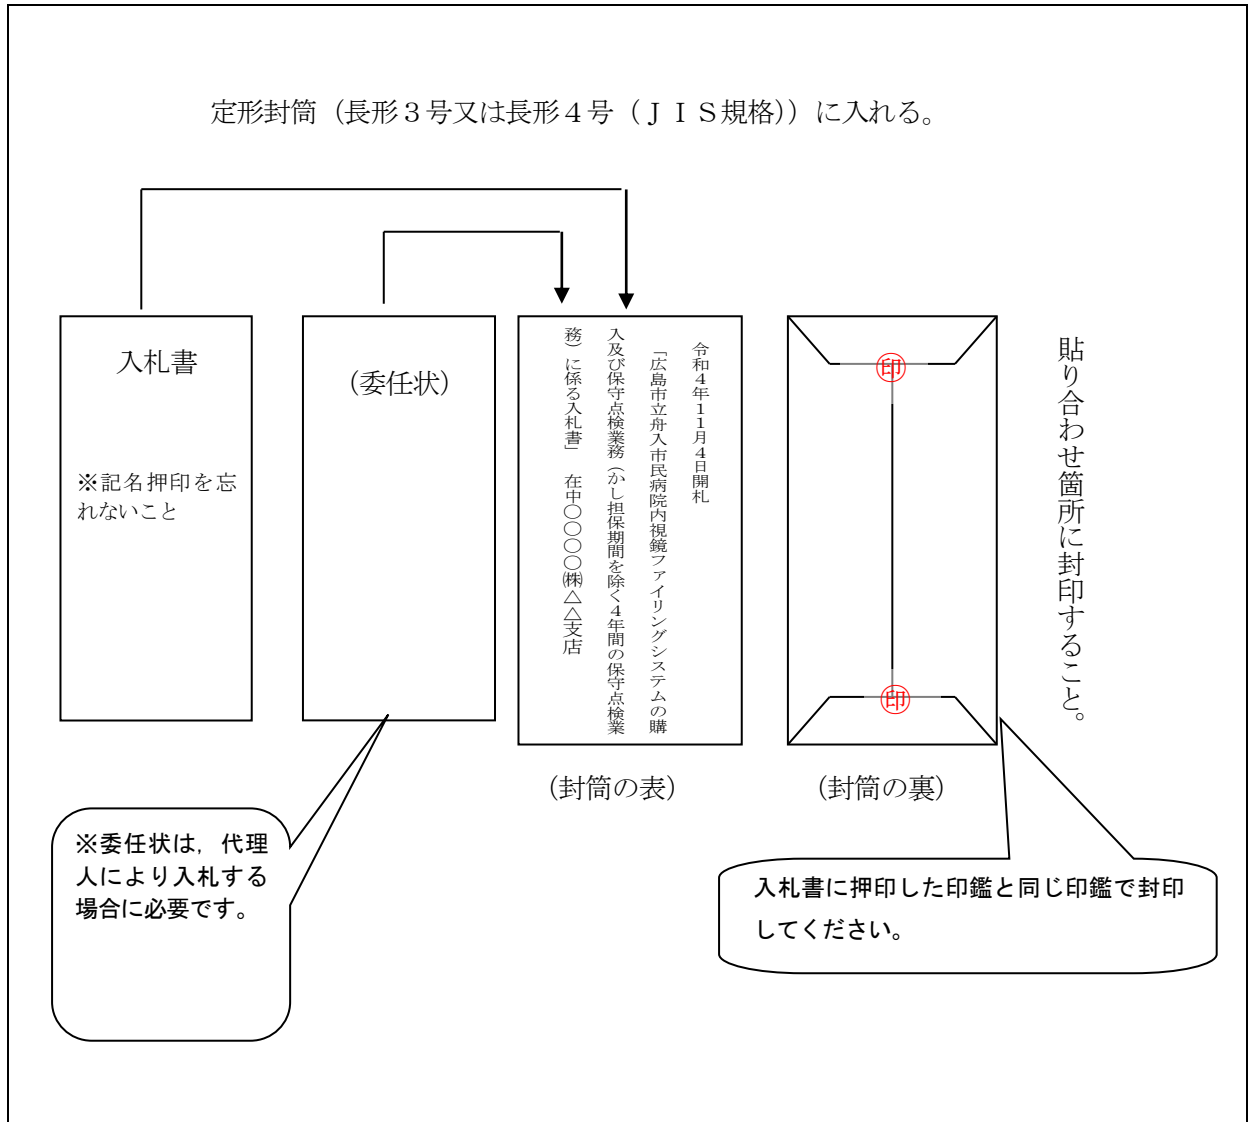 定形封筒（長形３号又は長形４号（ＪＩＳ規格））に入れる。
入札書
※記名押印を忘
れないこと
（委任状）
令和４年１１月４日開札
「広島市立舟入市民病院内視鏡ファイリングシステムの購
入及び保守点検業務（かし担保期間を除く４年間の保守点検業
務）に係る入札書」　在中〇〇〇〇㈱△△支店
印
印
貼り合わせ箇所に封印すること。
（封筒の表）
（封筒の裏）
※委任状は，代理
人により入札する
場合に必要です。
入札書に押印した印鑑と同じ印鑑で封印
してください。